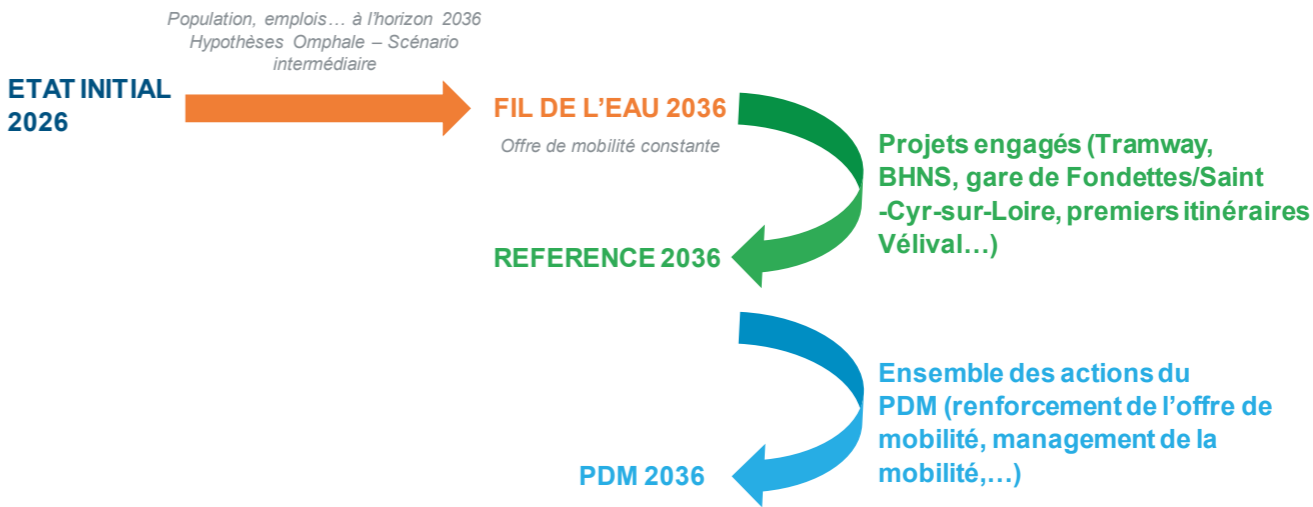 Population, emplois… à l'horizon 2036
Hypothèses Omphale – Scénario
intermédiaire
ETAT INITIAL
2026
FIL DE L'EAU 2036
Offre de mobilité constante
Projets engagés (Tramway,
BHNS, gare de Fondettes/Saint
-Cyr-sur-Loire, premiers itinéraires
Vélival…)
REFERENCE 2036
Ensemble des actions du
PDM (renforcement de l'offre de
mobilité, management de la
mobilité,…)
PDM 2036